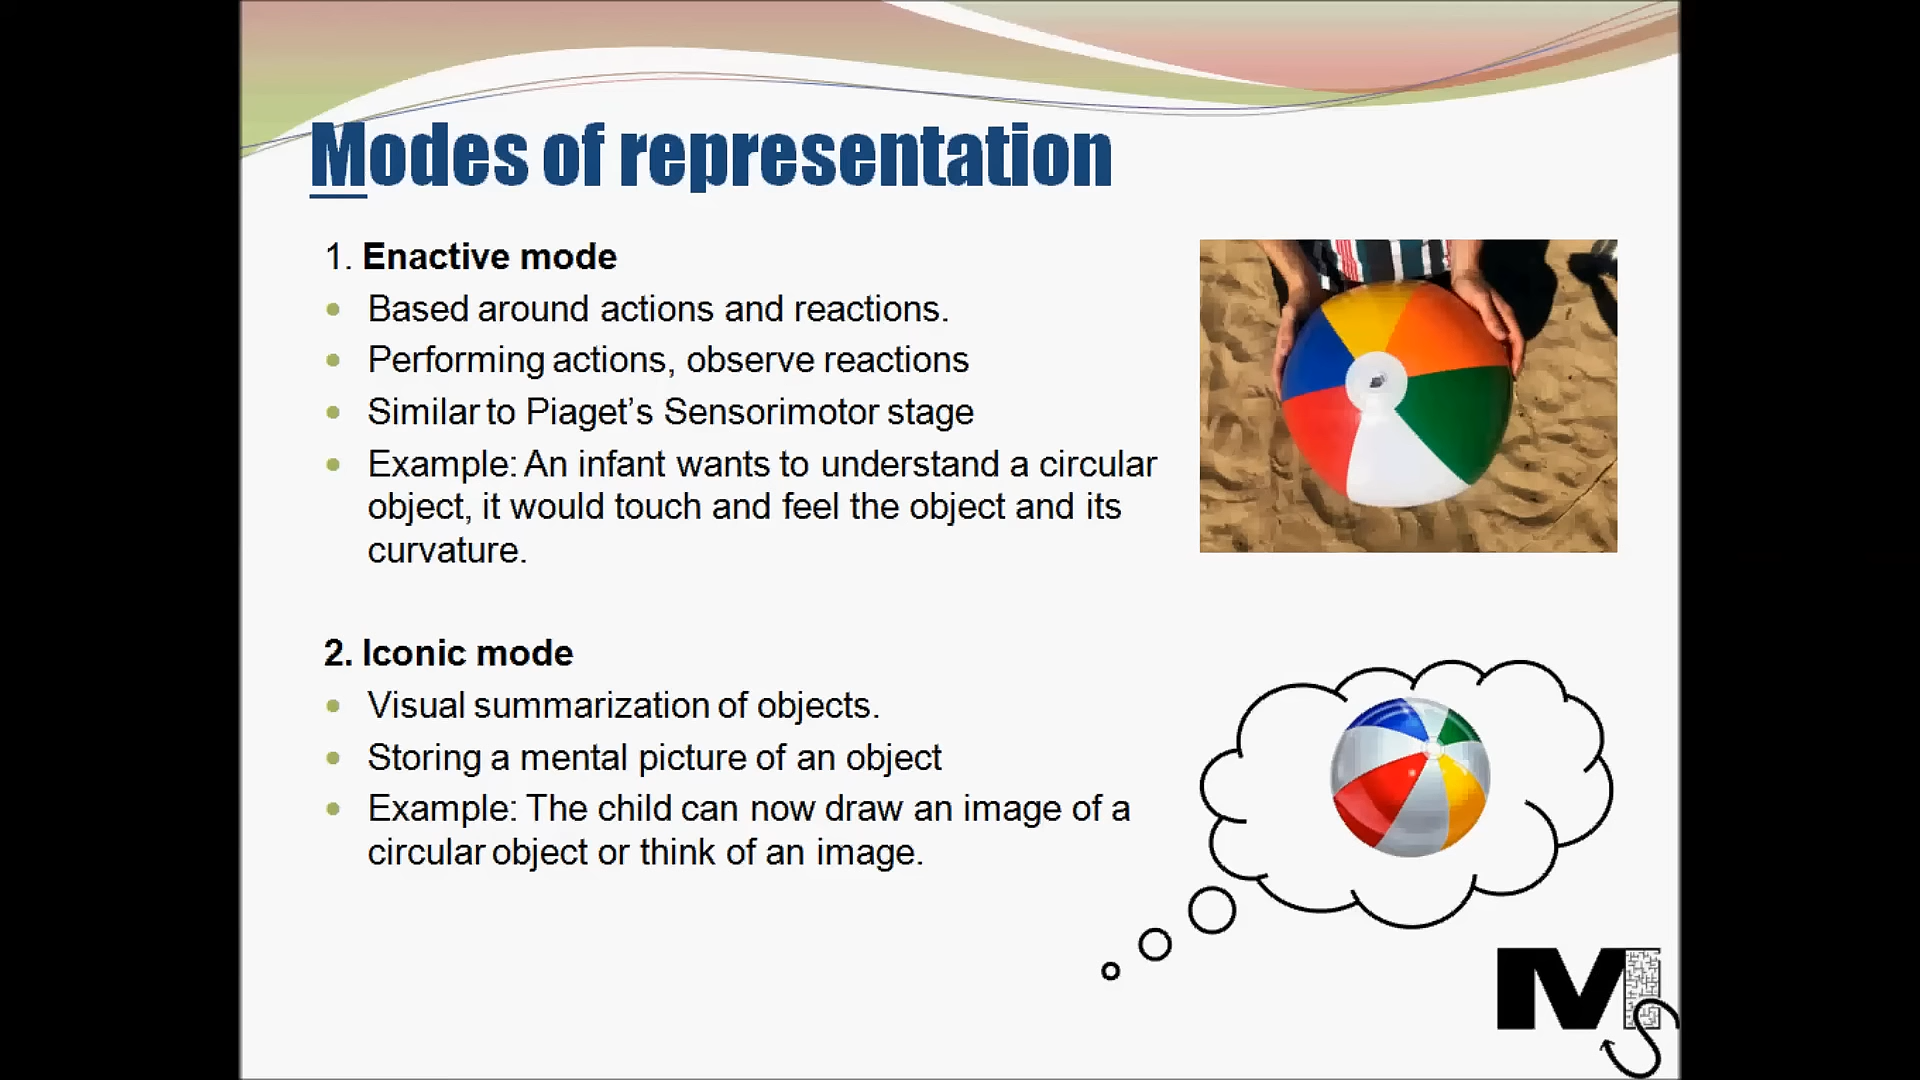 Modes of representation
1. Enactive mode
Based around actions and reactions.
Performing actions, observe reactions
Similar to Piaget’s Sensorimotor stage
Example: An infant wants to understand a circular
object, it would touch and feel the object and its
curvature.
2. Iconic mode
Visual summarization of objects.
Storing a mental picture of an object
Example: The child can now draw an image of a
circular object or think of an image.
M